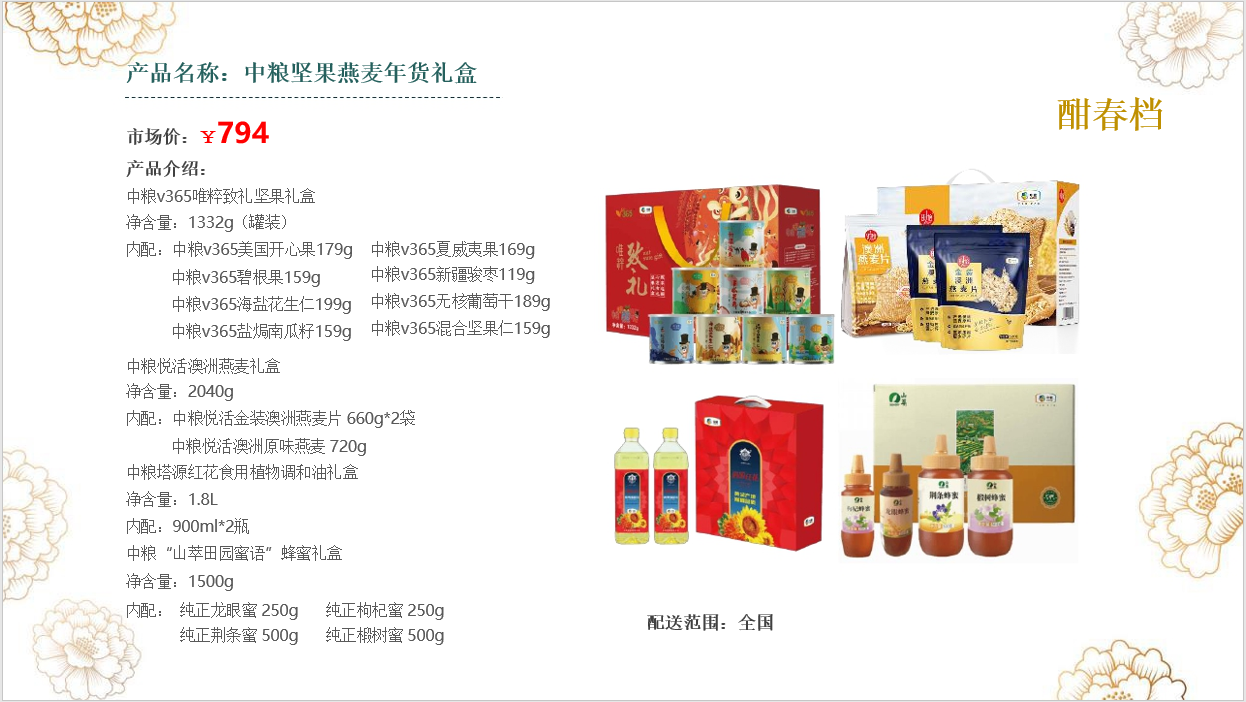 产品名称：中粮坚果燕麦年货礼盒
酣春档
市场价：￥794
产品介绍：
中粮v365唯粹致礼坚果礼盒
净含量：1332g（罐装）
内配：中粮v365美国开心果179g 中粮v365夏威夷果169g
中粮v365碧根果159g 中粮v365新疆骏枣119g
中粮v365海盐花生仁199g 中粮v365无核葡萄干189g
中粮v365盐焗南瓜籽159g 中粮v365混合坚果仁159g
中粮悦活澳洲燕麦礼盒
净含量：2040g
内配：中粮悦活金装澳洲燕麦片 660g*2袋
中粮悦活澳洲原味燕麦 720g
中粮塔源红花食用植物调和油礼盒
净含量：1.8L
内配：900ml*2瓶
中粮“山萃田园蜜语”蜂蜜礼盒
净含量：1500g
内配： 纯正龙眼蜜 250g 纯正枸杞蜜 250g
纯正荆条蜜 500g 纯正椴树蜜 500g
澳洲
燕麦片
澳洲
燕麦片
山萃
荆条蜂蜜
椴树蜂蜜
配送范围：全国